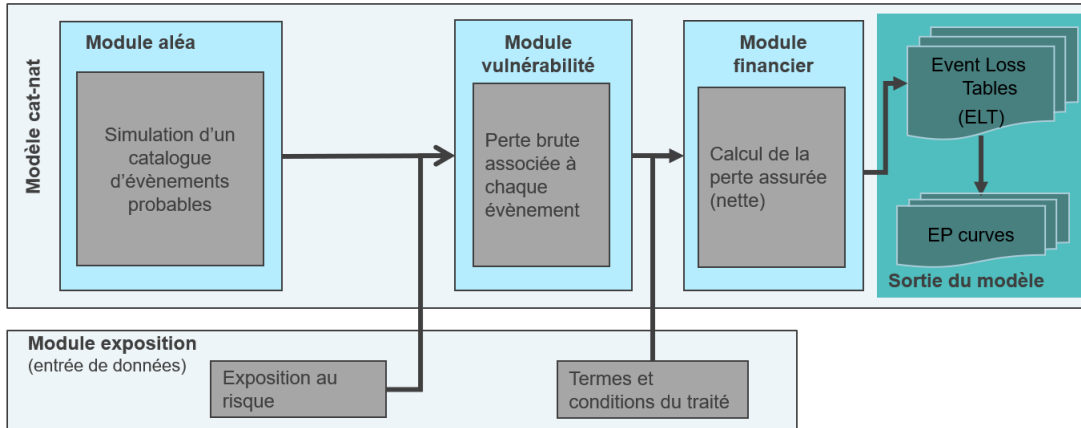 Modèle cat-nat
Module aléa
Simulation d'un
catalogue
d'évènements
probables
Module
vulnérabilité
Perte brute
associée à
chaque
évènement
Module
financier
Calcul de la
perte assurée
(nette)
Event Loss
Tables
(ELT)
EP curves
Sortie du modèle
Module exposition
(entrée de données)
Exposition au
risque
Termes et
conditions du traité